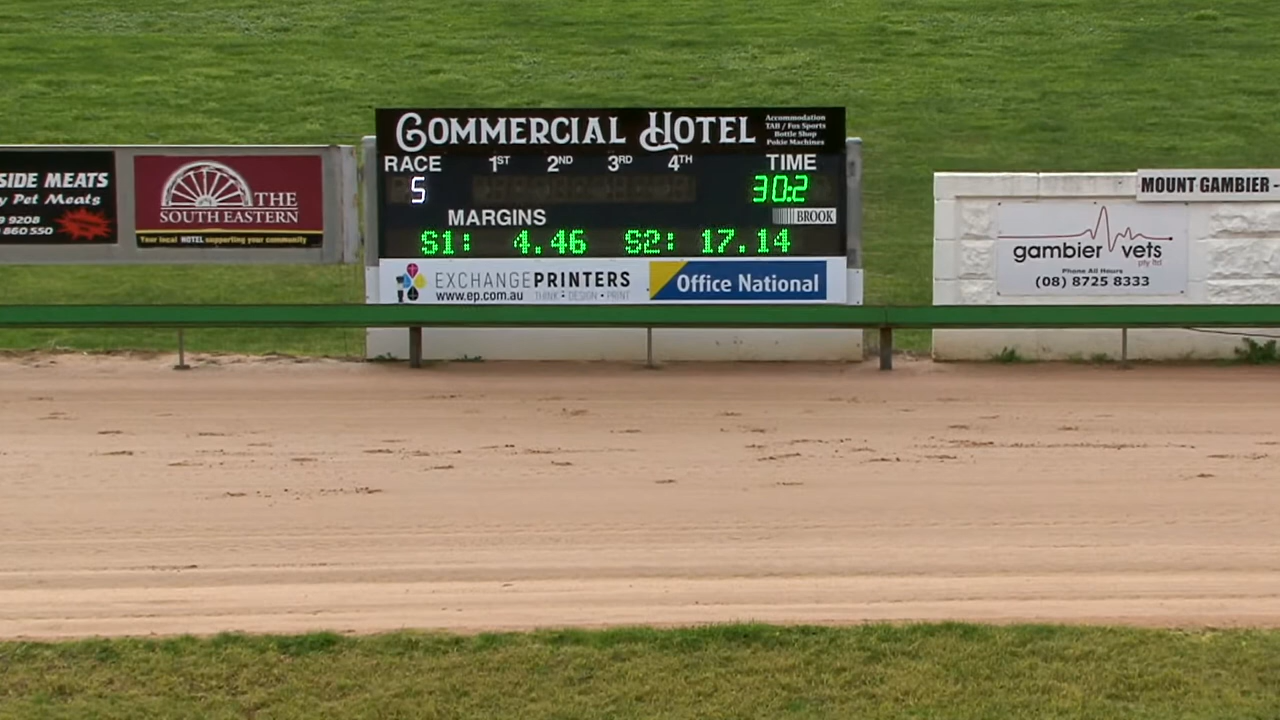 SIDE MEATS
y Pet Meats
9 9208
860 550
THE
SOUTH EASTERN
Your local HOTEL supporting your community
COMMERCIAL HOTEL
Accommodation
TAB / Fox Sports
Bottle Shop
Pokie Machines
RACE 1ST 2ND 3RD 4TH TIME
5 30:2
MARGINS BROOK
S1: 4.46 S2: 17.14
EXCHANGEPRINTERS
www.ep.com.au THINK - DESIGN - PRINT
Office National
MOUNT GAMBIER -
gambier vets
pty ltd
Phone All Hours
(08) 8725 8333